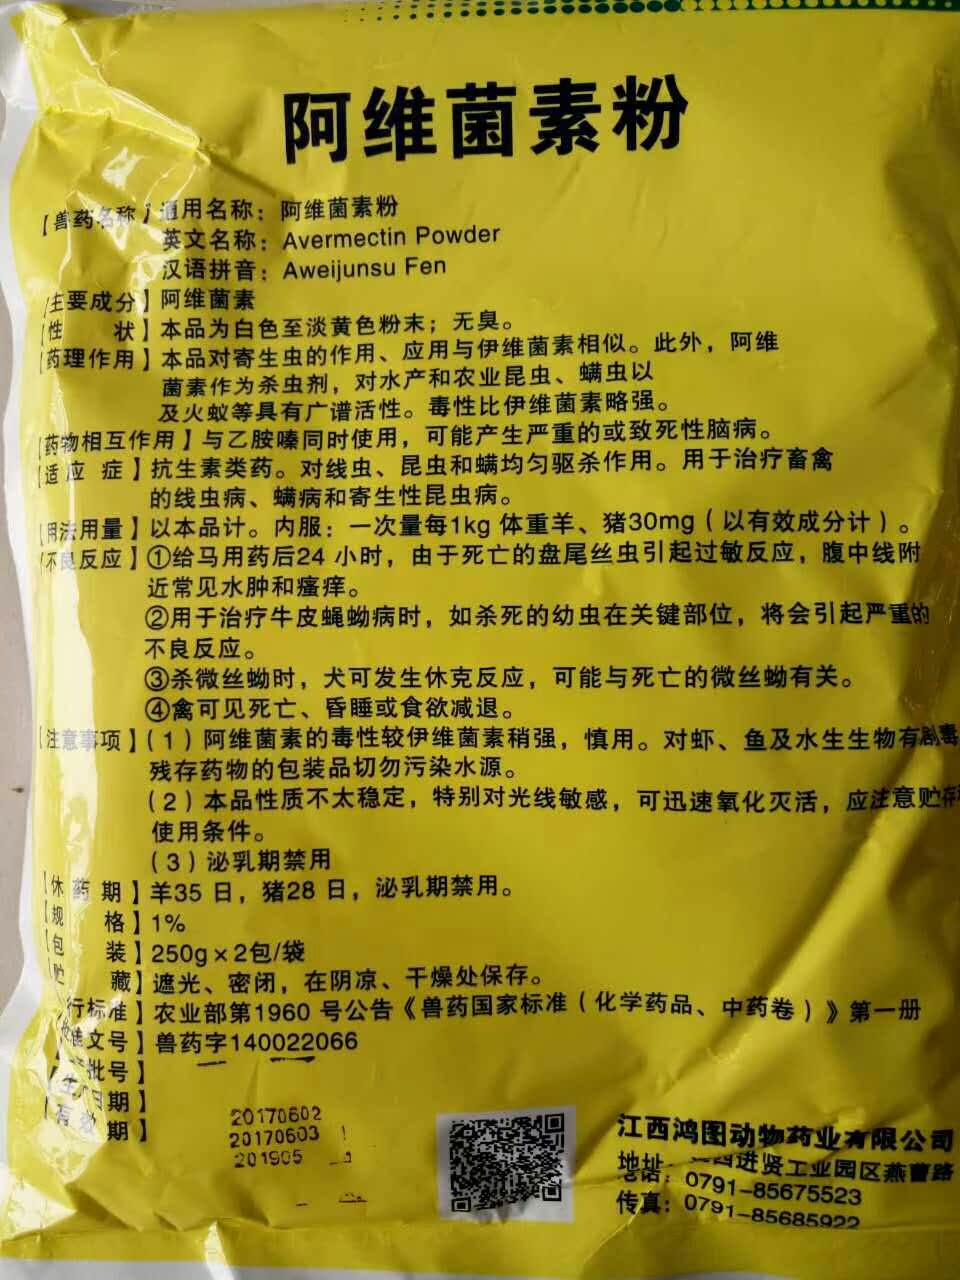 阿维菌素粉
【兽药名称】通用名称：阿维菌素粉
英文名称：Avermectin Powder
汉语拼音：Aweijunsu Fen
【主要成分】阿维菌素
【性 状】本品为白色至淡黄色粉末；无臭。
【药理作用】本品对寄生虫的作用、应用与伊维菌素相似。此外，阿维
菌素作为杀虫剂，对水产和农业昆虫、螨虫以
及火蚁等具有广谱活性。毒性比伊维菌素略强。
【药物相互作用】与乙胺嗪同时使用，可能产生严重的或致死性脑病。
【适应症】抗生素类药。对线虫、昆虫和螨均匀驱杀作用。用于治疗畜禽
的线虫病、螨病和寄生性昆虫病。
【用法用量】以本品计。内服：一次量每1kg 体重羊、猪30mg（以有效成分计）。
【不良反应】①给马用药后24 小时，由于死亡的盘尾丝虫引起过敏反应，腹中线附
近常见水肿和瘙痒。
②用于治疗牛皮蝇蚴病时，如杀死的幼虫在关键部位，将会引起严重的
不良反应。
③杀微丝蚴时，犬可发生休克反应，可能与死亡的微丝蚴有关。
④禽可见死亡、昏睡或食欲减退。
【注意事项】（1）阿维菌素的毒性较伊维菌素稍强，慎用。对虾、鱼及水生生物有剧毒
残存药物的包装品切勿污染水源。
（2）本品性质不太稳定，特别对光线敏感，可迅速氧化灭活，应注意贮存
使用条件。
（3）泌乳期禁用
【休药期】羊35 日，猪28 日，泌乳期禁用。
【规 格】1%
【包 装】250g×2包/袋
贮 藏】遮光、密闭，在阴凉、干燥处保存。
行标准】农业部第1960 号公告《兽药国家标准（化学药品、中药卷）》第一册
准文号】兽药字140022066
批号】
【生产日期】
【有效期】
20170602
20170603
201905
江西鸿图动物药业有限公司
地址：进贤工业园区燕曹路
电话：0791-85675523
传真：0791-85685922